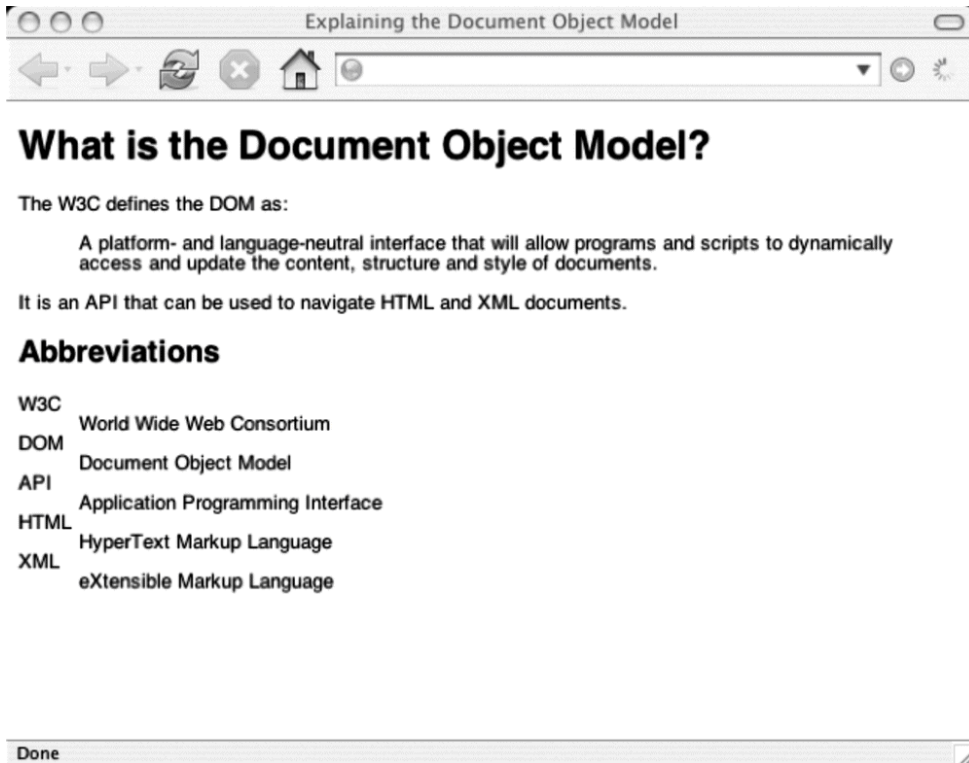 Explaining the Document Object Model
What is the Document Object Model?
The W3C defines the DOM as:
A platform- and language-neutral interface that will allow programs and scripts to dynamically
access and update the content, structure and style of documents.
It is an API that can be used to navigate HTML and XML documents.
Abbreviations
W3C
World Wide Web Consortium
DOM
Document Object Model
API
Application Programming Interface
HTML
HyperText Markup Language
XML
eXtensible Markup Language
Done